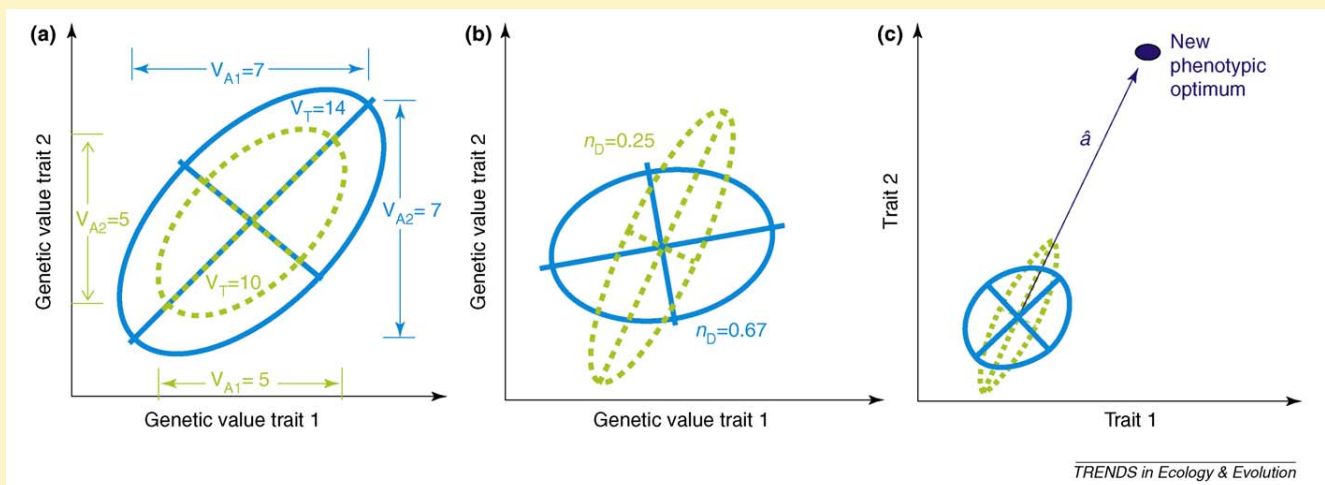 (a)
Genetic value trait 2
V_A1=7
V_T=14
V_A2=5
V_A2=7
V_T=10
V_A1=5
Genetic value trait 1
(b)
Genetic value trait 2
n_D=0.25
n_D=0.67
Genetic value trait 1
(c)
Trait 2
New
phenotypic
optimum
â
Trait 1
TRENDS in Ecology & Evolution